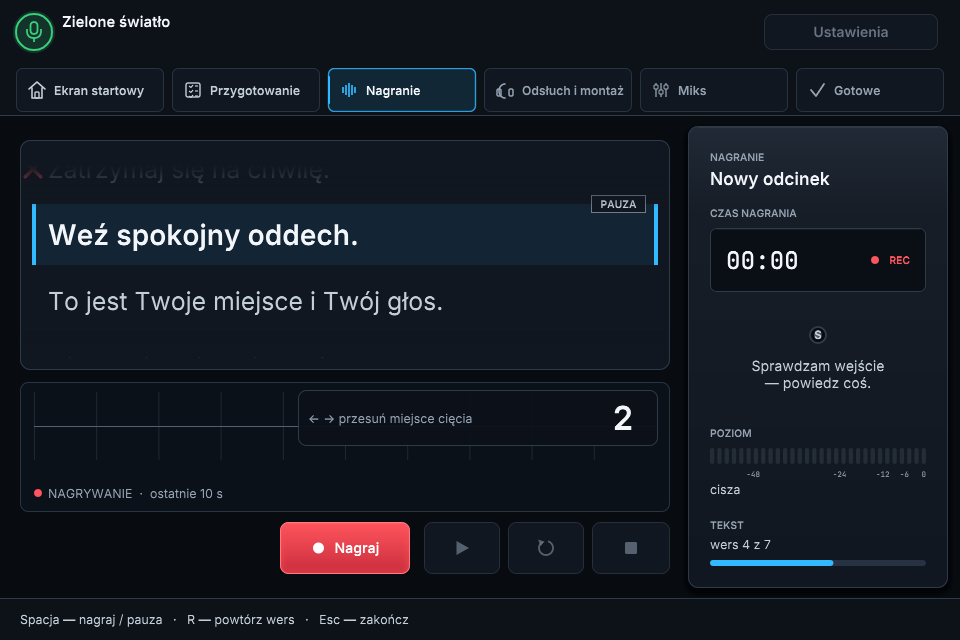 Zielone światło
Ustawienia
Ekran startowy
Przygotowanie
Nagranie
Odsłuch i montaż
Miks
Gotowe
Zatrzymaj się na chwilę.
PAUZA
Weź spokojny oddech.
To jest Twoje miejsce i Twój głos.
← → przesuń miejsce cięcia
2
NAGRYWANIE · ostatnie 10 s
Nagraj
NAGRANIE
Nowy odcinek
CZAS NAGRANIA
00:00
REC
S
Sprawdzam wejście
— powiedz coś.
POZIOM
-48 -24 -12 -6 0
cisza
TEKST
wers 4 z 7
Spacja — nagraj / pauza · R — powtórz wers · Esc — zakończ